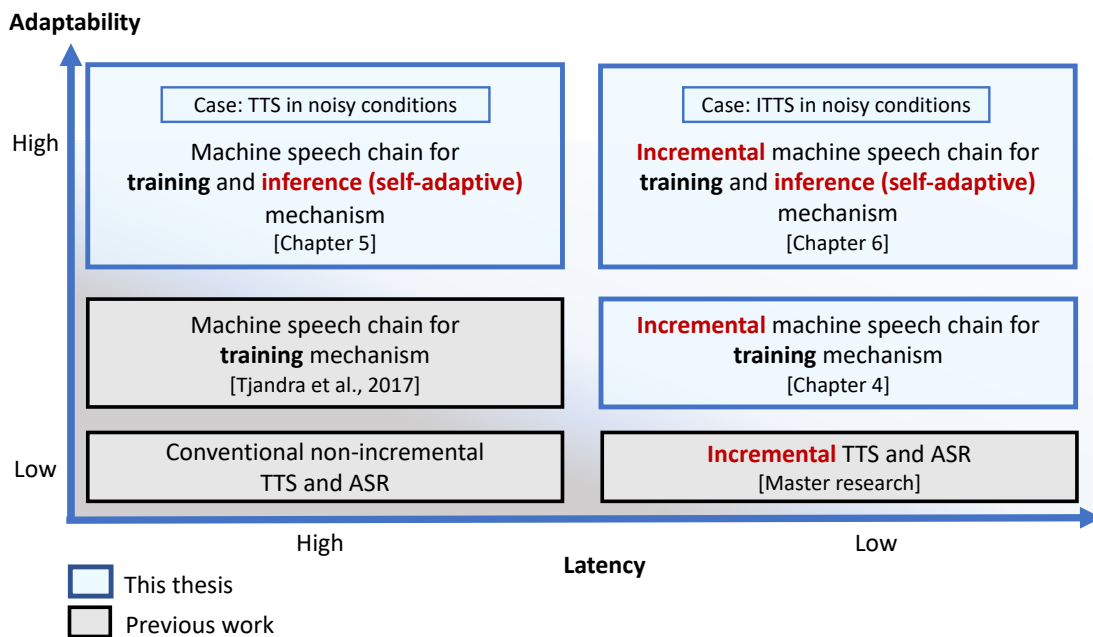 Adaptability
High
Case: TTS in noisy conditions
Machine speech chain for
training and inference (self-adaptive)
mechanism
[Chapter 5]
Case: ITTS in noisy conditions
Incremental machine speech chain for
training and inference (self-adaptive)
mechanism
[Chapter 6]
Machine speech chain for
training mechanism
[Tjandra et al., 2017]
Incremental machine speech chain for
training mechanism
[Chapter 4]
Low
Conventional non-incremental
TTS and ASR
Incremental TTS and ASR
[Master research]
High
Low
Latency
This thesis
Previous work